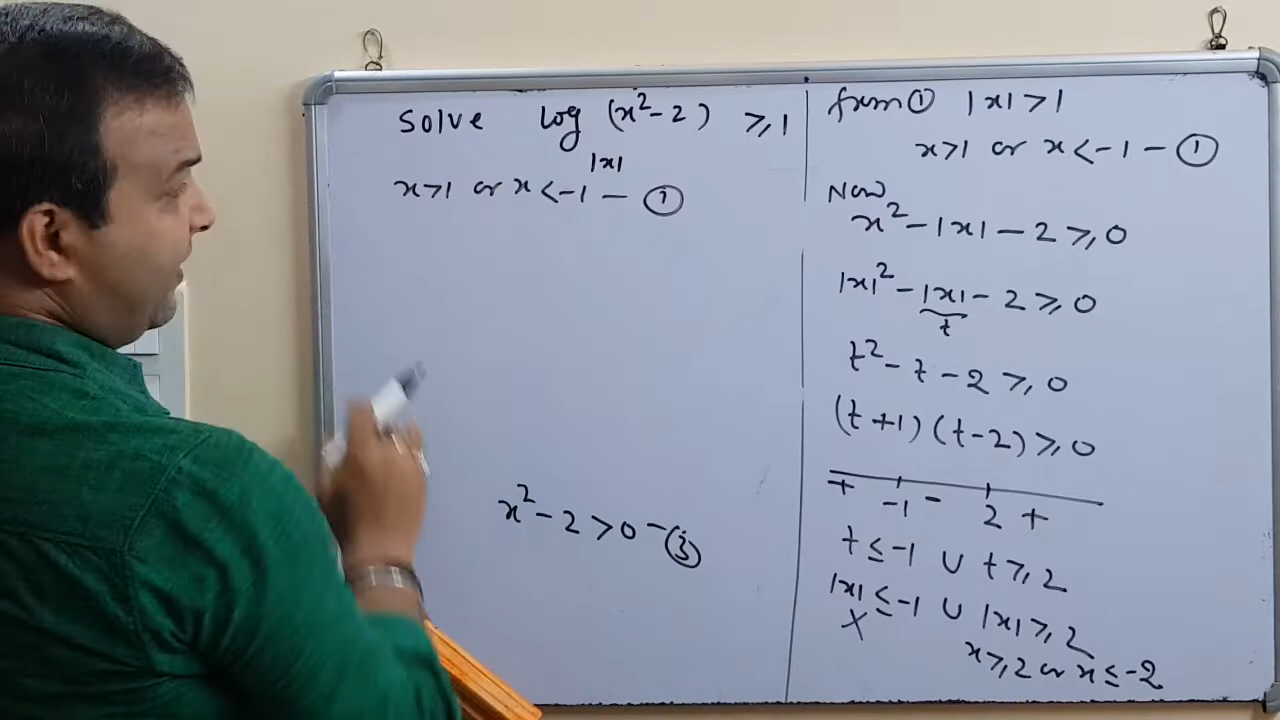 Solve log|x| (x² - 2) ≥ 1
x > 1 or x < -1 - ①
x² - 2 > 0 - ③
from ① |x| > 1
x > 1 or x < -1 - ①
Now
x² - |x| - 2 ≥ 0
|x|² - |x| - 2 ≥ 0
t
t² - t - 2 ≥ 0
(t + 1) (t - 2) ≥ 0
+ -1 - 2 +
t ≤ -1 ∪ t ≥ 2
|x| ≤ -1 ∪ |x| ≥ 2
X
x ≥ 2 or x ≤ -2